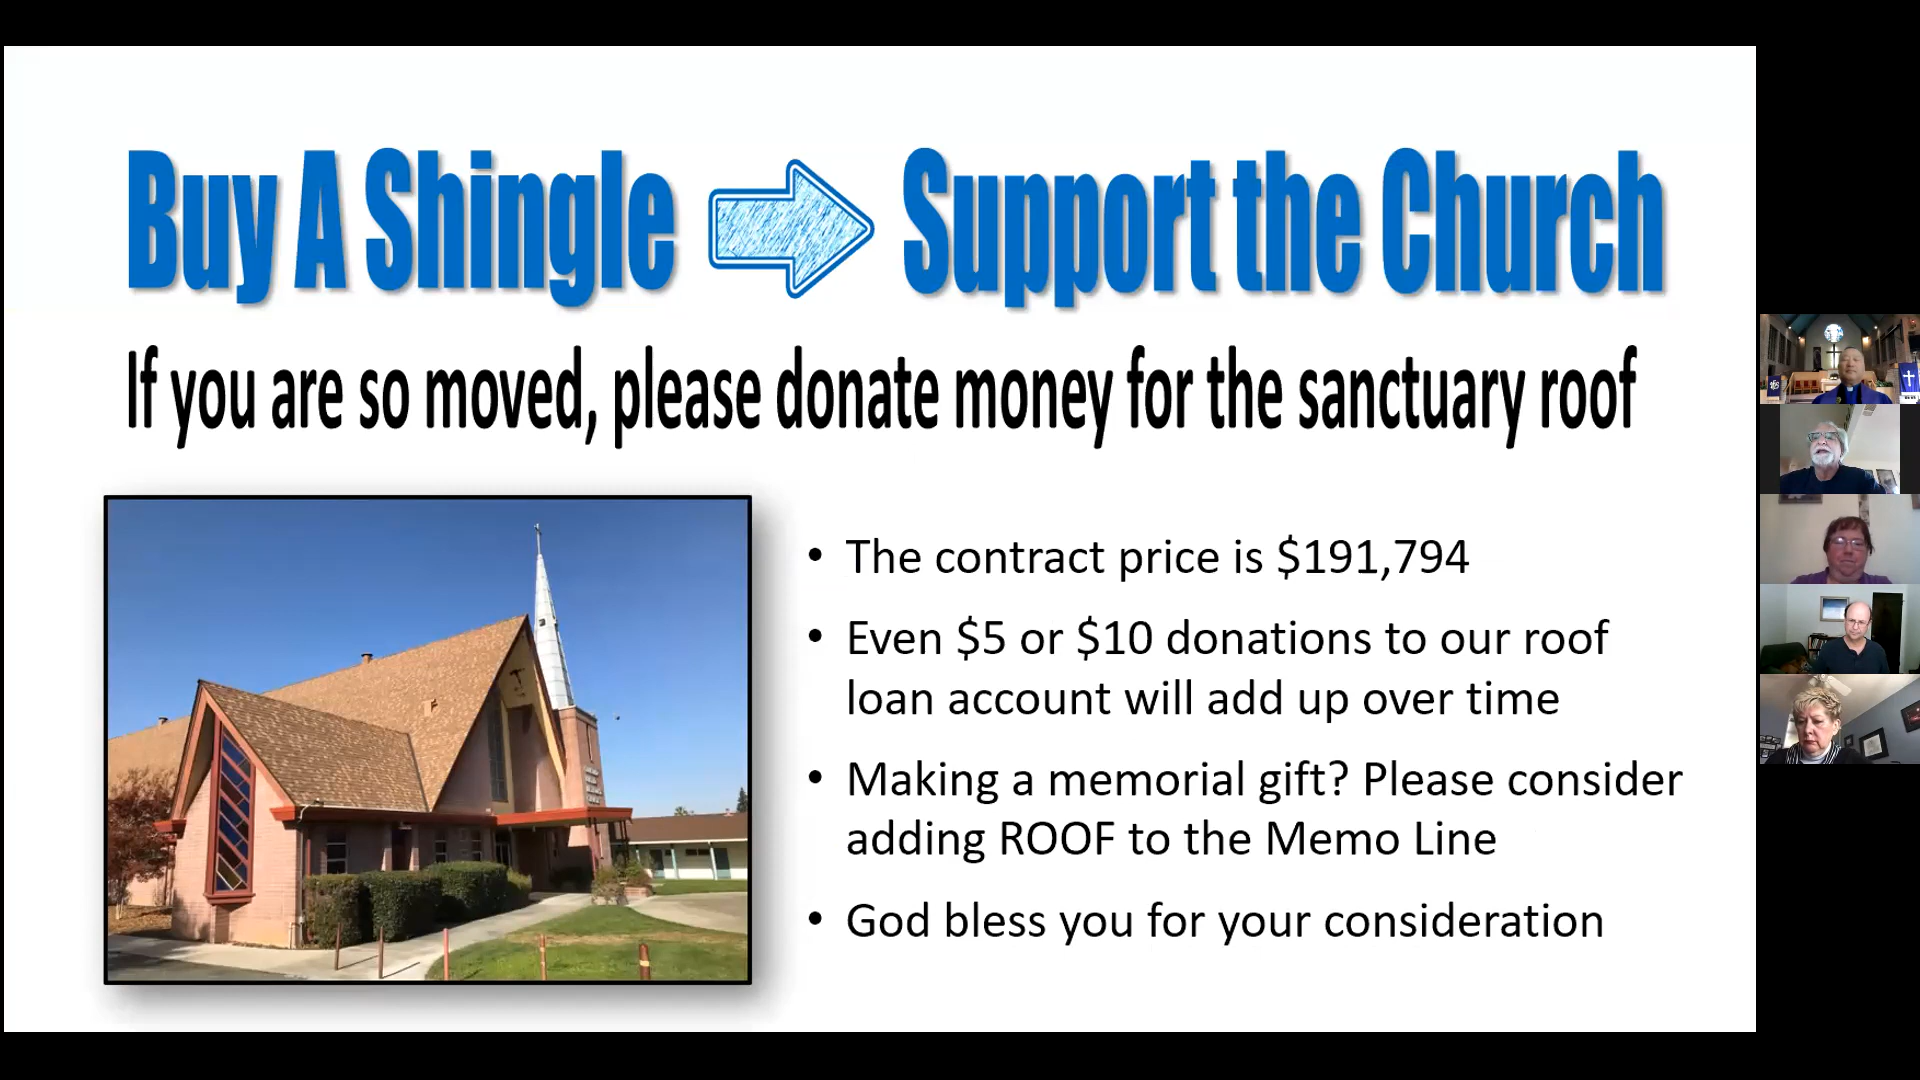 Buy A Shingle Support the Church
If you are so moved, please donate money for the sanctuary roof
• The contract price is $191,794
• Even $5 or $10 donations to our roof
loan account will add up over time
• Making a memorial gift? Please consider
adding ROOF to the Memo Line
• God bless you for your consideration